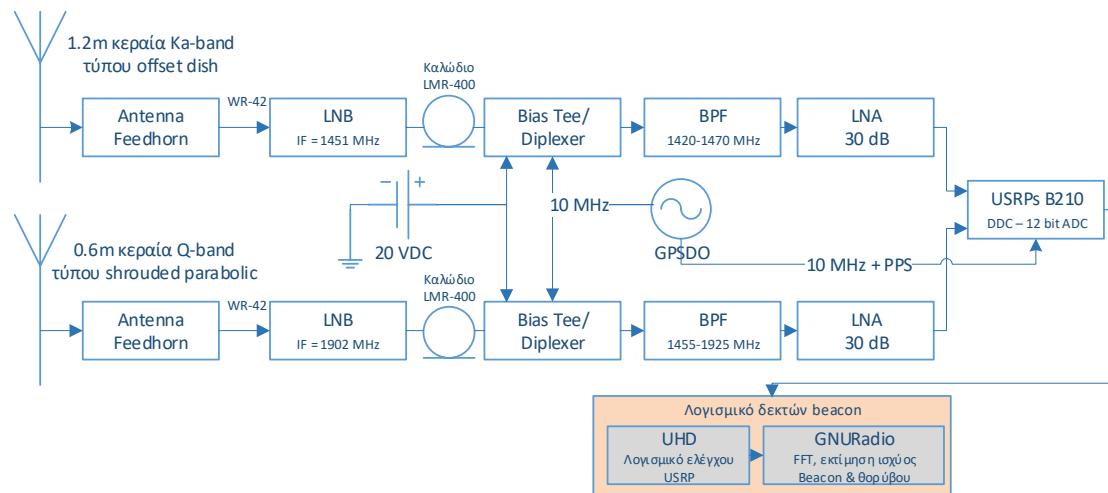 1.2m κεραία Ka-band
τύπου offset dish
Antenna
Feedhorn
WR-42
LNB
IF = 1451 MHz
Καλώδιο
LMR-400
Bias Tee/
Diplexer
BPF
1420-1470 MHz
LNA
30 dB
USRPs B210
DDC – 12 bit ADC
− +
20 VDC
10 MHz
GPSDO
10 MHz + PPS
0.6m κεραία Q-band
τύπου shrouded parabolic
Antenna
Feedhorn
WR-42
LNB
IF = 1902 MHz
Καλώδιο
LMR-400
Bias Tee/
Diplexer
BPF
1455-1925 MHz
LNA
30 dB
Λογισμικό δεκτών beacon
UHD
Λογισμικό ελέγχου
USRP
GNURadio
FFT, εκτίμηση ισχύος
Beacon & θορύβου